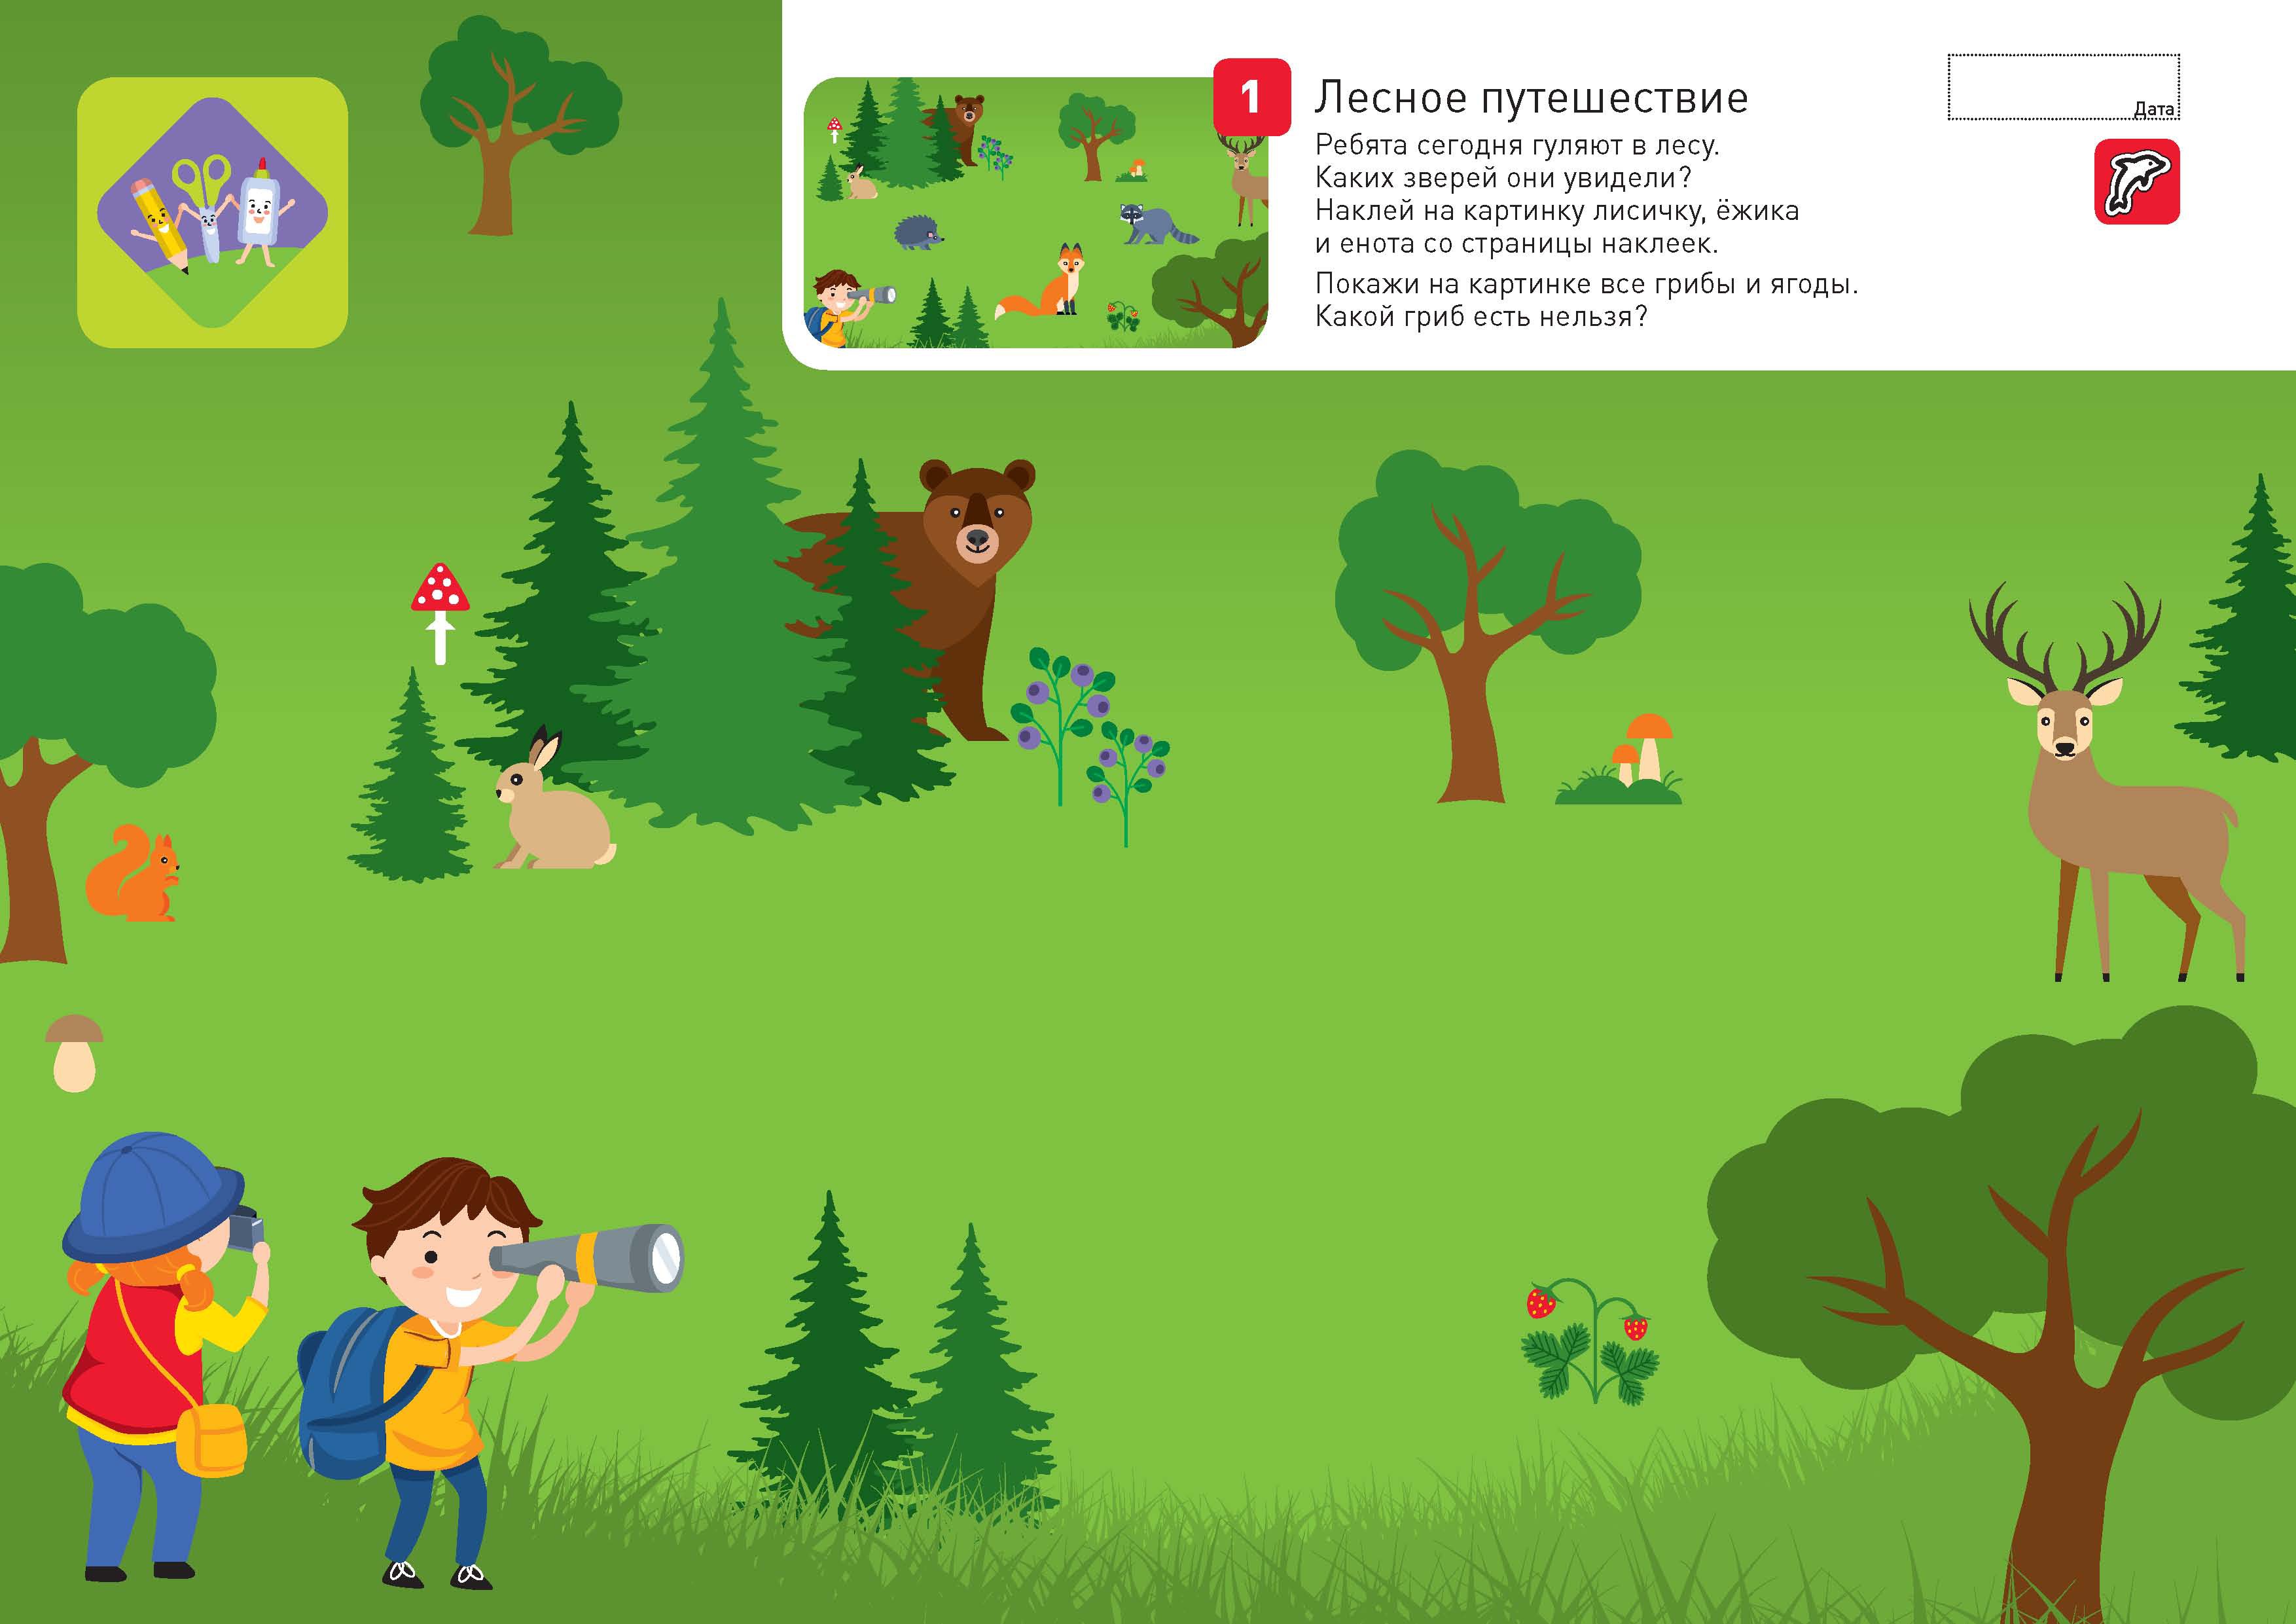 1
Лесное путешествие
Дата
Ребята сегодня гуляют в лесу.
Каких зверей они увидели?
Наклей на картинку лисичку, ёжика
и енота со страницы наклеек.
Покажи на картинке все грибы и ягоды.
Какой гриб есть нельзя?